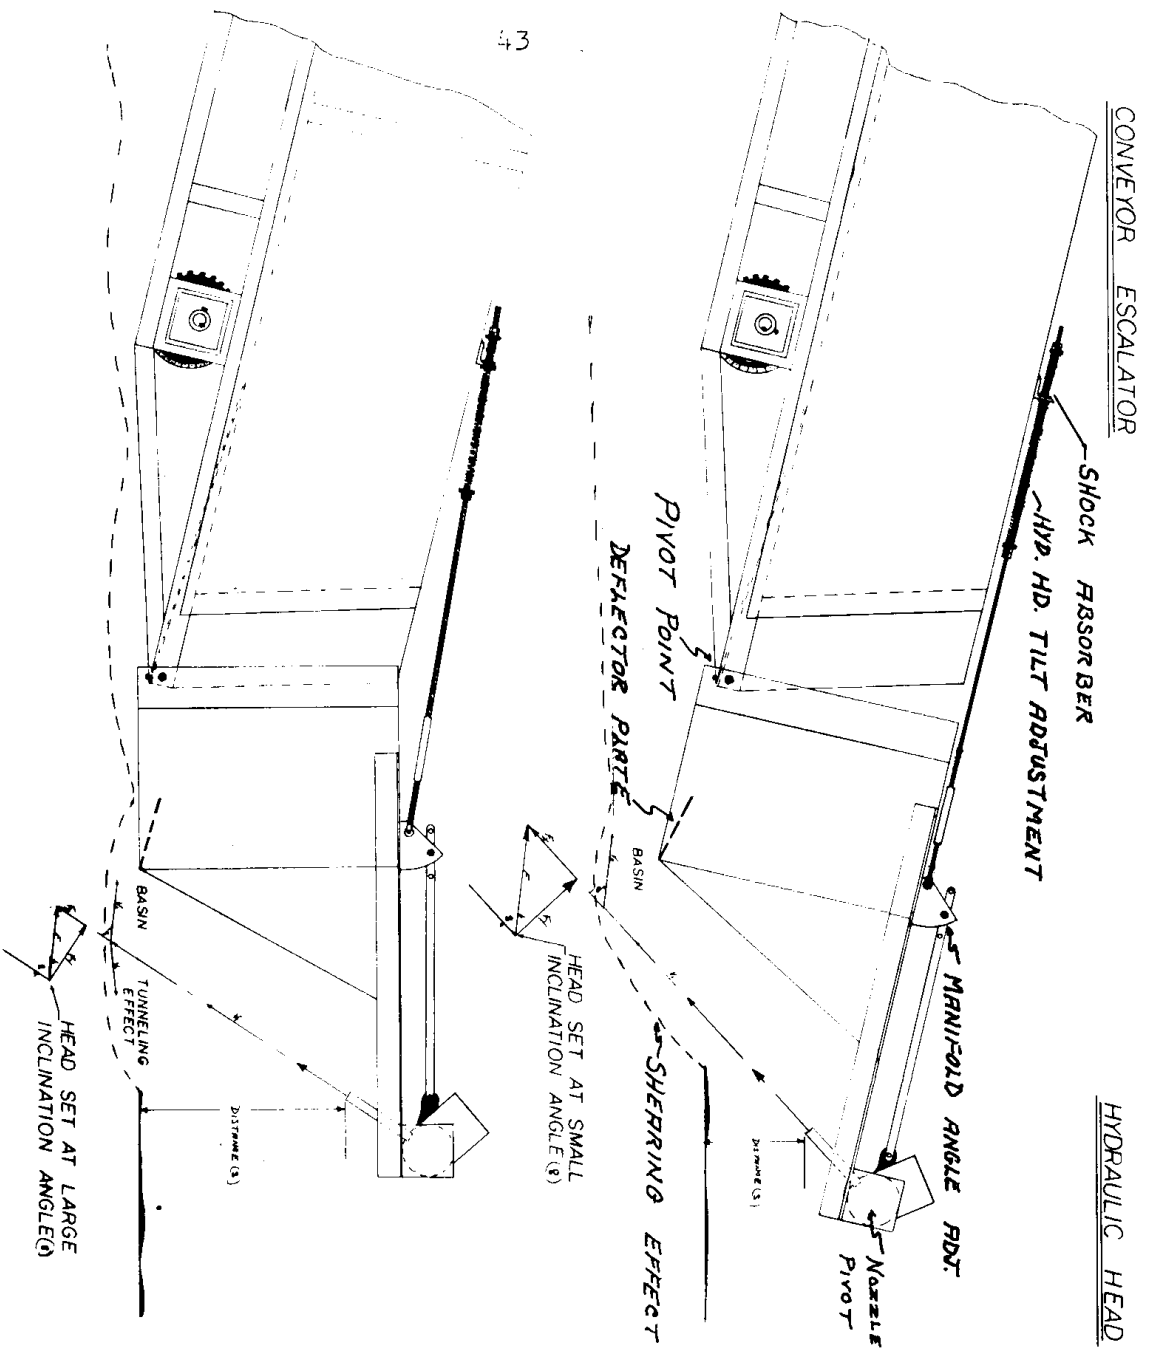 43
CONVEYOR ESCALATOR
HYDRAULIC HEAD
SHOCK ABSORBER
HYD. HD. TILT ADJUSTMENT
MANIFOLD ANGLE ADJ.
NOZZLE
PIVOT
PIVOT POINT
DEFLECTOR PLATE
BASIN
SHEARING EFFECT
HEAD SET AT SMALL
INCLINATION ANGLE
BASIN
TUNNELING
EFFECT
HEAD SET AT LARGE
INCLINATION ANGLE